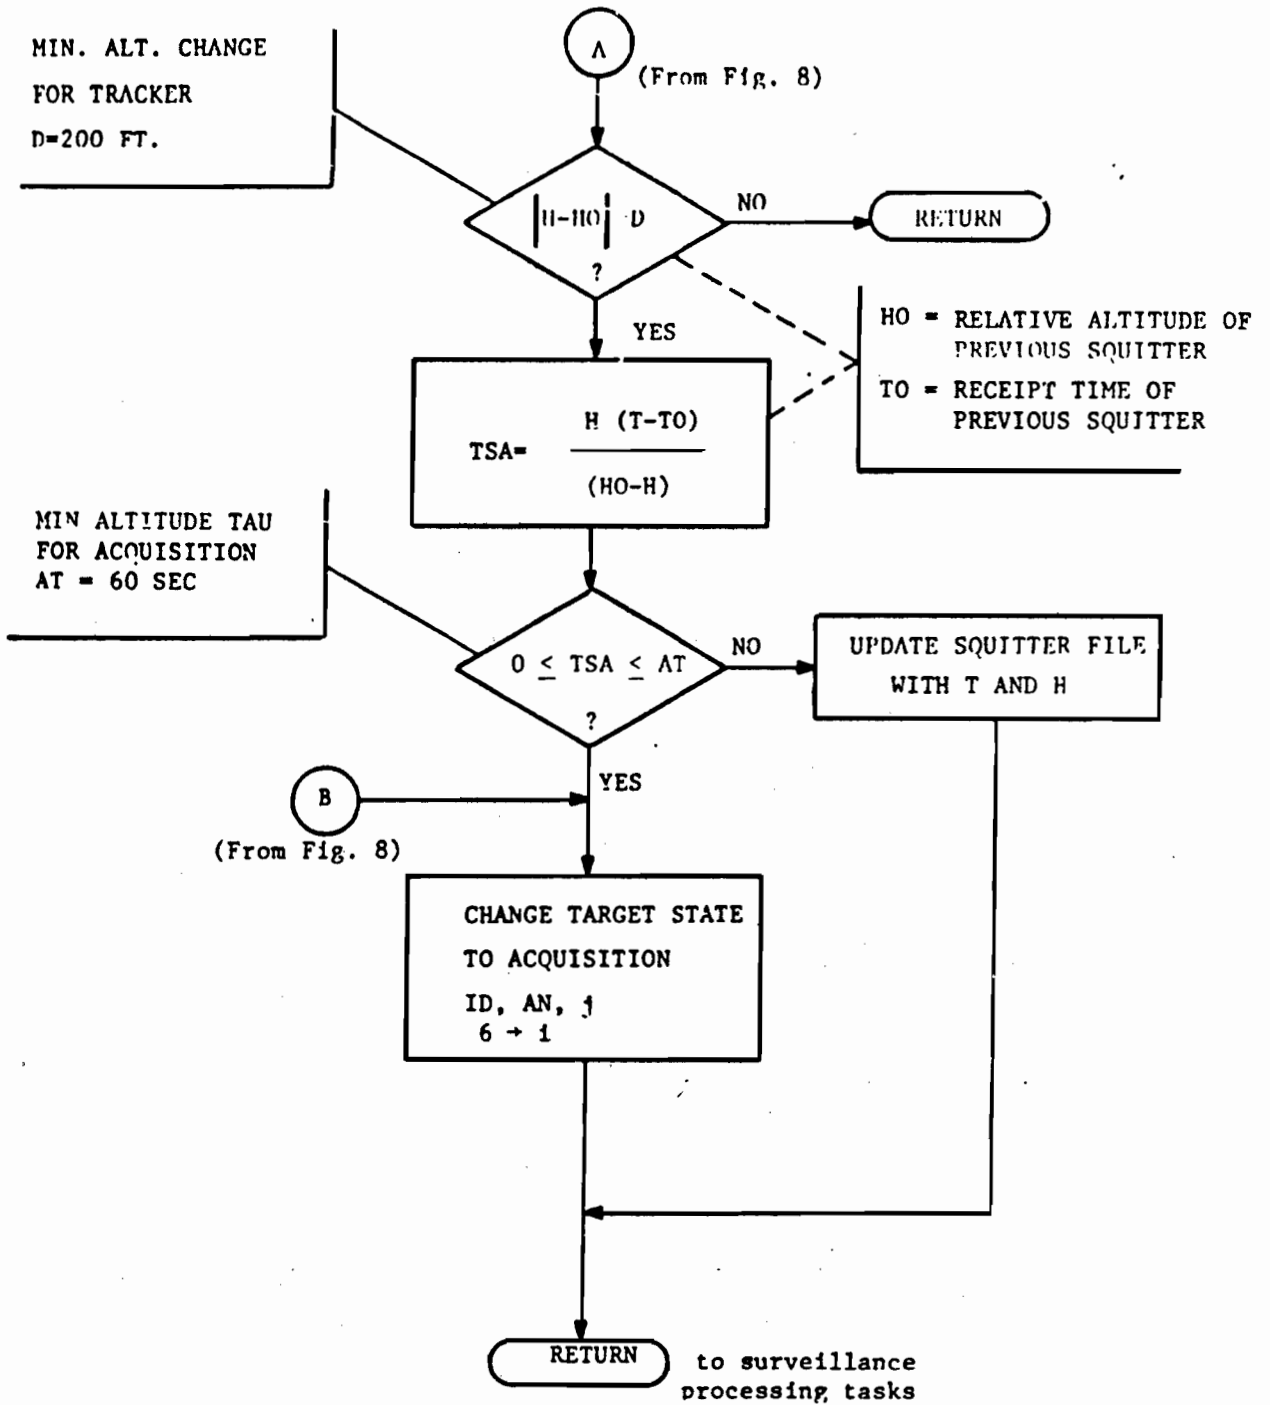 MIN. ALT. CHANGE
FOR TRACKER
D=200 FT.
A
(From Fig. 8)
|H-HO| D
?
NO
RETURN
YES
HO = RELATIVE ALTITUDE OF
PREVIOUS SQUITTER
TO = RECEIPT TIME OF
PREVIOUS SQUITTER
H (T-TO)
TSA=
(HO-H)
MIN ALTITUDE TAU
FOR ACQUISITION
AT = 60 SEC
0 ≤ TSA ≤ AT
?
NO
UPDATE SQUITTER FILE
WITH T AND H
YES
B
(From Fig. 8)
CHANGE TARGET STATE
TO ACQUISITION
ID, AN, j
6 → i
RETURN
to surveillance
processing tasks